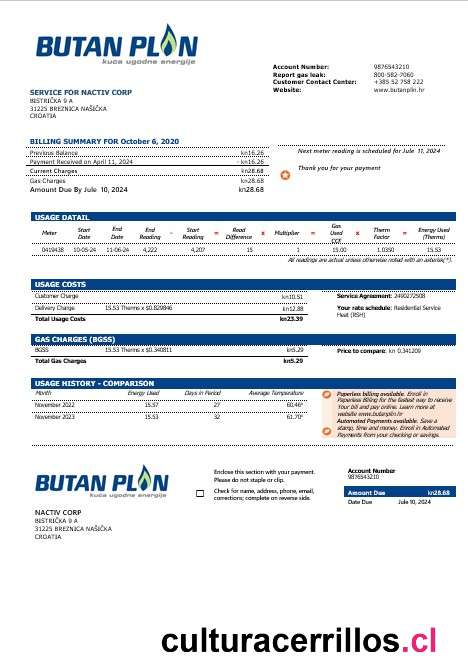 BUTAN PLIN
kuća ugodne energije
Account Number: 9876543210
Report gas leak: 800-582-7060
Customer Contact Center: +385 52 758 222
Website: www.butanplin.hr
SERVICE FOR NACTIV CORP
BISTRIČKA 9 A
31225 BREZNICA NAŠIČKA
CROATIA
BILLING SUMMARY FOR October 6, 2020
Previous Balance kn16.26
Payment Received on April 11, 2024 - kn16.26
Current Charges kn28.68
Gas Charges kn28.68
Amount Due By Jule 10, 2024 kn28.68
Next meter reading is scheduled for Jule 11, 2024
Thank you for your payment
USAGE DATAIL
Meter Start Date End Date End Reading - Start Reading = Read Difference x Multiplier = Gas Used CCF x Therm Factor = Energy Used (Therms)
0419438 10-05-24 11-06-24 4,222 4,207 15 1 15.00 1.0350 15.53
All readings are actual unless otherwise noted with an asterisk(*).
USAGE COSTS
Customer Charge kn10.51
Delivery Charge 15.53 Therms x $0.829846 kn12.88
Total Usage Costs kn23.39
Service Agreement: 2490272508
Your rate schedule: Residential Service
Heat (RSH)
GAS CHARGES (BGSS)
BGSS 15.53 Therms x $0.340811 kn5.29
Total Gas Charges kn5.29
Price to compare: kn 0.341209
USAGE HISTORY - COMPARISON
Month Energy Used Days in Period Average Temperature
November 2022 15.57 27 60,46°
November 2023 15.53 32 61,70°
Paperless billing available. Enroll in
Paperless Billing for the fastest way to receive
Your bill and pay online. Learn more at
website www.butanplin.hr
Automated Payments available. Save a
stamp, time and money. Enroll in Automated
Payments from your checking or savings.
BUTAN PLIN
kuća ugodne energije
Enclose this section with your payment.
Please do not staple or clip.
Check for name, address, phone, email,
corrections; complete on reverse side.
Account Number
9876543210
Amount Due kn28.68
Date Due Jule 10, 2024
NACTIV CORP
BISTRIČKA 9 A
31225 BREZNICA NAŠIČKA
CROATIA
culturacerrillos.cl